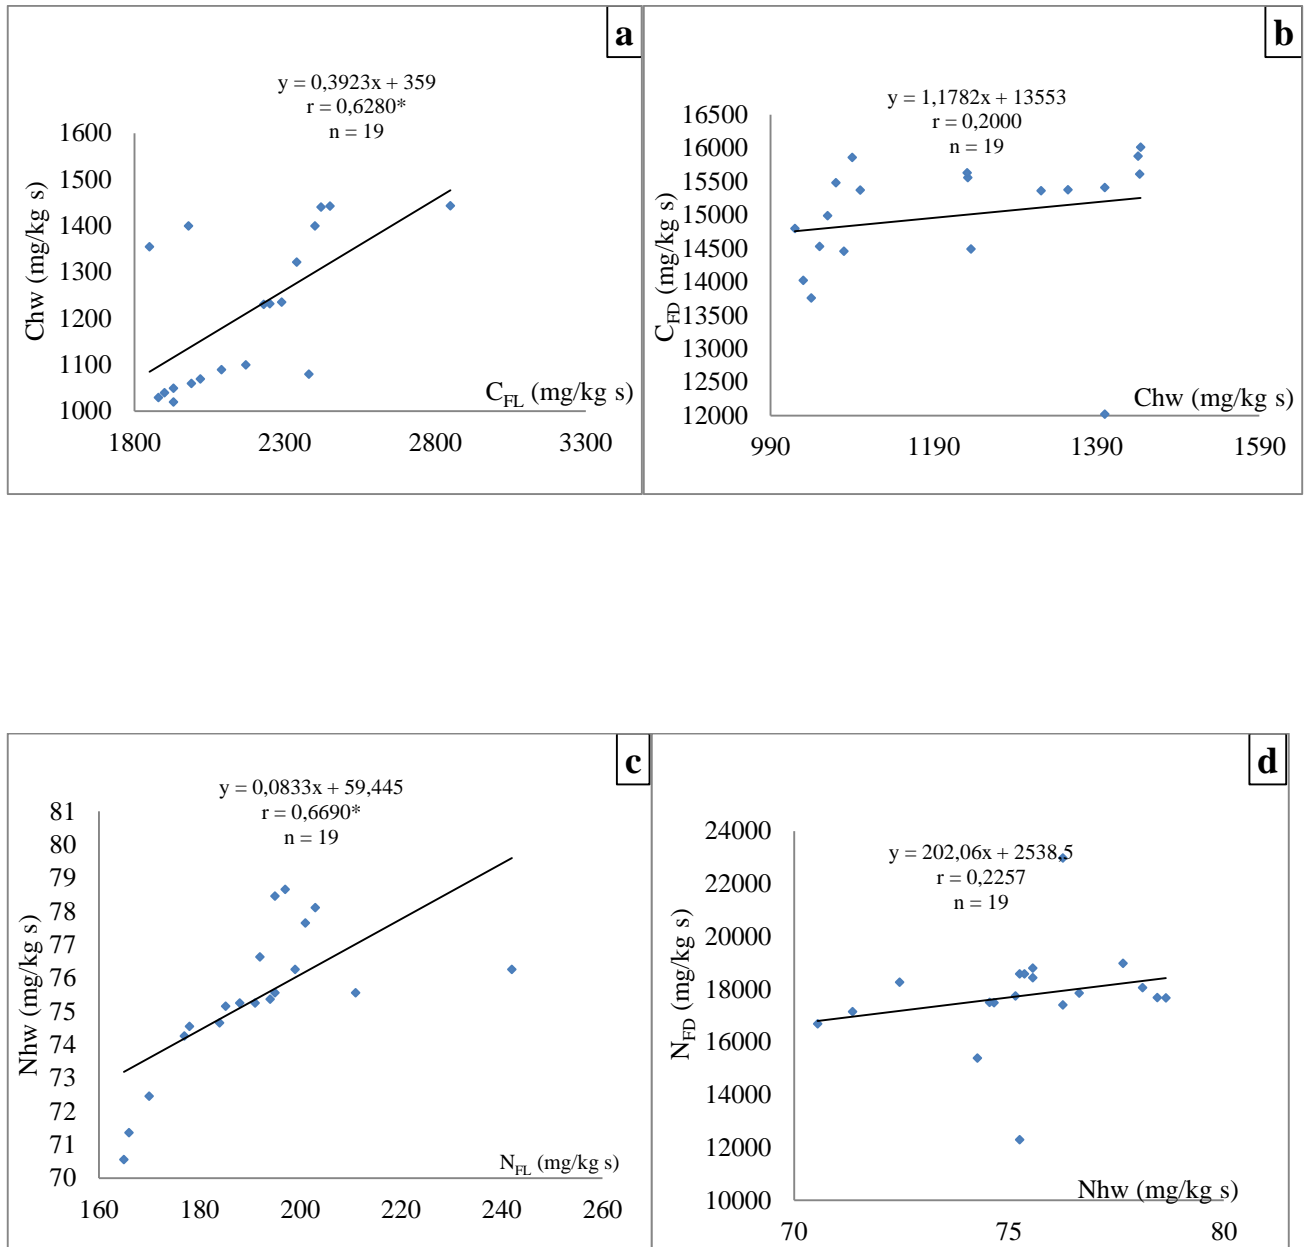 a
y = 0,3923x + 359
r = 0,6280*
n = 19
1600
1500
1400
1300
1200
1100
1000
Chw (mg/kg s)
C_FL (mg/kg s)
1800 2300 2800 3300
b
y = 1,1782x + 13553
r = 0,2000
n = 19
16500
16000
15500
15000
14500
14000
13500
13000
12500
12000
C_FD (mg/kg s)
Chw (mg/kg s)
990 1190 1390 1590
c
y = 0,0833x + 59,445
r = 0,6690*
n = 19
81
80
79
78
77
76
75
74
73
72
71
70
Nhw (mg/kg s)
N_FL (mg/kg s)
160 180 200 220 240 260
d
y = 202,06x + 2538,5
r = 0,2257
n = 19
24000
22000
20000
18000
16000
14000
12000
10000
N_FD (mg/kg s)
Nhw (mg/kg s)
70 75 80